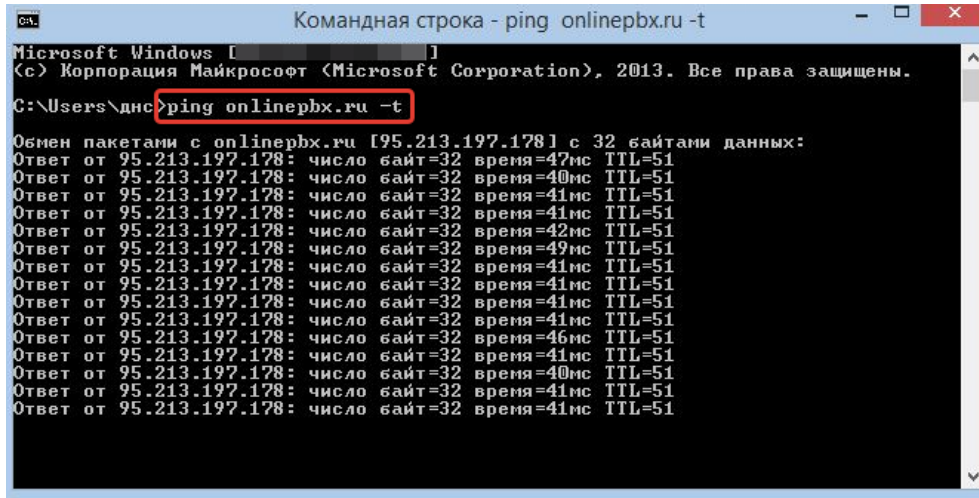 Командная строка - ping onlinepbx.ru -t
Microsoft Windows [ ]
(c) Корпорация Майкрософт (Microsoft Corporation), 2013. Все права защищены.
C:\Users\днс>ping onlinepbx.ru -t
Обмен пакетами с onlinepbx.ru [95.213.197.178] с 32 байтами данных:
Ответ от 95.213.197.178: число байт=32 время=47мс TTL=51
Ответ от 95.213.197.178: число байт=32 время=40мс TTL=51
Ответ от 95.213.197.178: число байт=32 время=41мс TTL=51
Ответ от 95.213.197.178: число байт=32 время=41мс TTL=51
Ответ от 95.213.197.178: число байт=32 время=42мс TTL=51
Ответ от 95.213.197.178: число байт=32 время=49мс TTL=51
Ответ от 95.213.197.178: число байт=32 время=41мс TTL=51
Ответ от 95.213.197.178: число байт=32 время=41мс TTL=51
Ответ от 95.213.197.178: число байт=32 время=41мс TTL=51
Ответ от 95.213.197.178: число байт=32 время=41мс TTL=51
Ответ от 95.213.197.178: число байт=32 время=46мс TTL=51
Ответ от 95.213.197.178: число байт=32 время=41мс TTL=51
Ответ от 95.213.197.178: число байт=32 время=40мс TTL=51
Ответ от 95.213.197.178: число байт=32 время=41мс TTL=51
Ответ от 95.213.197.178: число байт=32 время=41мс TTL=51